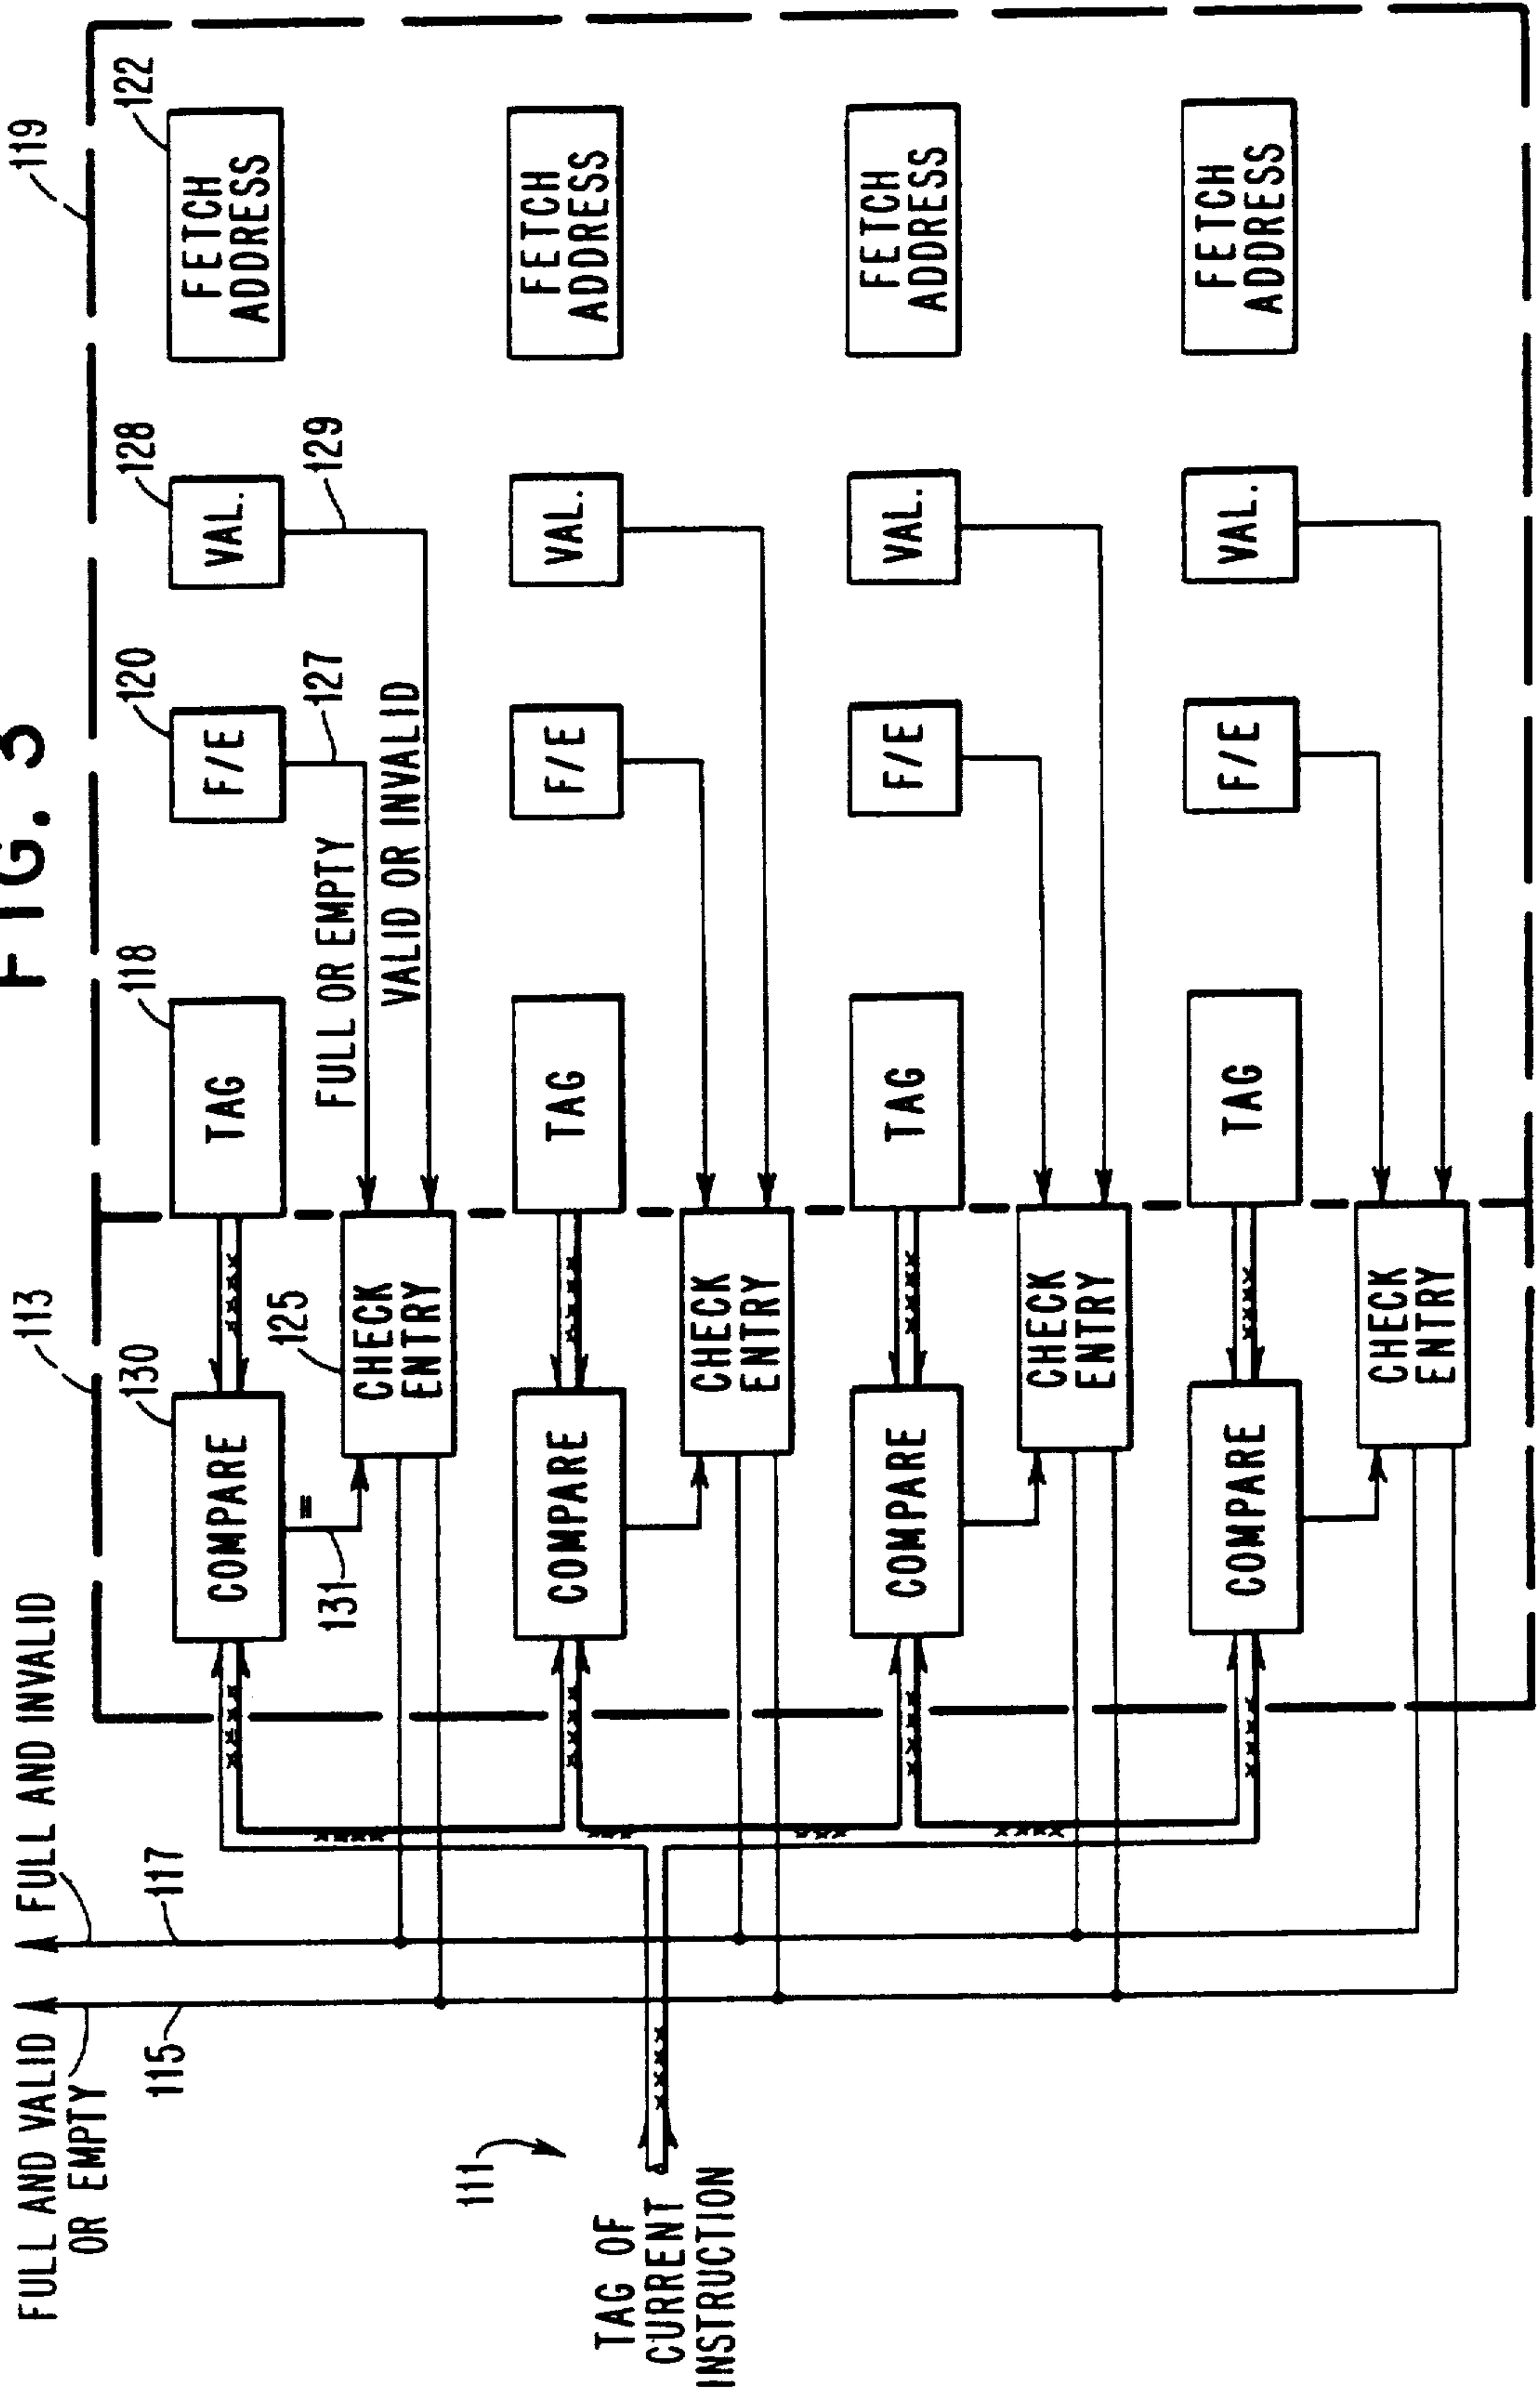 FIG. 3
119
113
FULL AND INVALID
117
FULL AND VALID
OR EMPTY
115
111
TAG OF
CURRENT
INSTRUCTION
130
COMPARE
131
=
125
CHECK
ENTRY
118
TAG
120
F/E
127
FULL OR EMPTY
128
VAL.
129
VALID OR INVALID
122
FETCH
ADDRESS
COMPARE
CHECK
ENTRY
TAG
F/E
VAL.
FETCH
ADDRESS
COMPARE
CHECK
ENTRY
TAG
F/E
VAL.
FETCH
ADDRESS
COMPARE
CHECK
ENTRY
TAG
F/E
VAL.
FETCH
ADDRESS